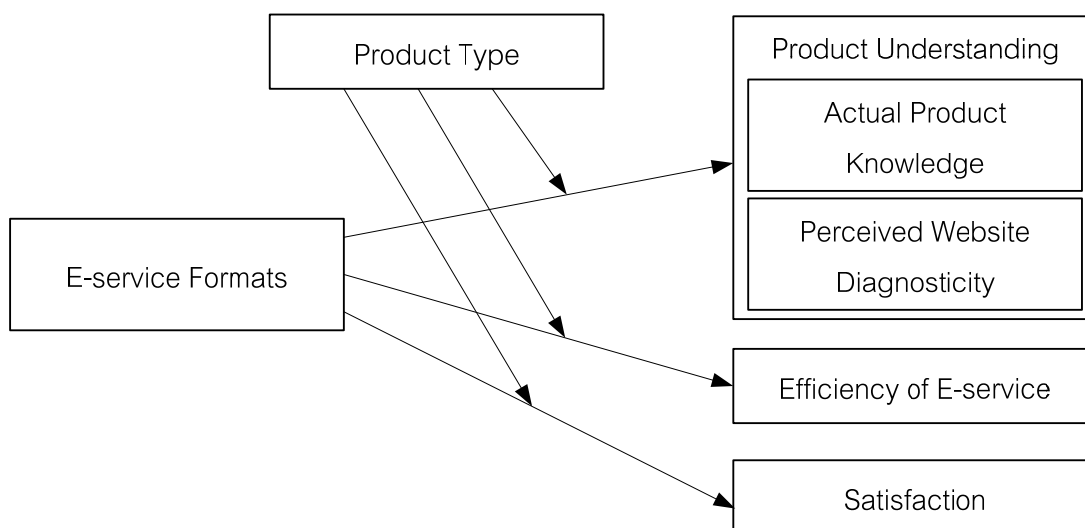 Product Type
Product Understanding
Actual Product
Knowledge
Perceived Website
Diagnosticity
E-service Formats
Efficiency of E-service
Satisfaction